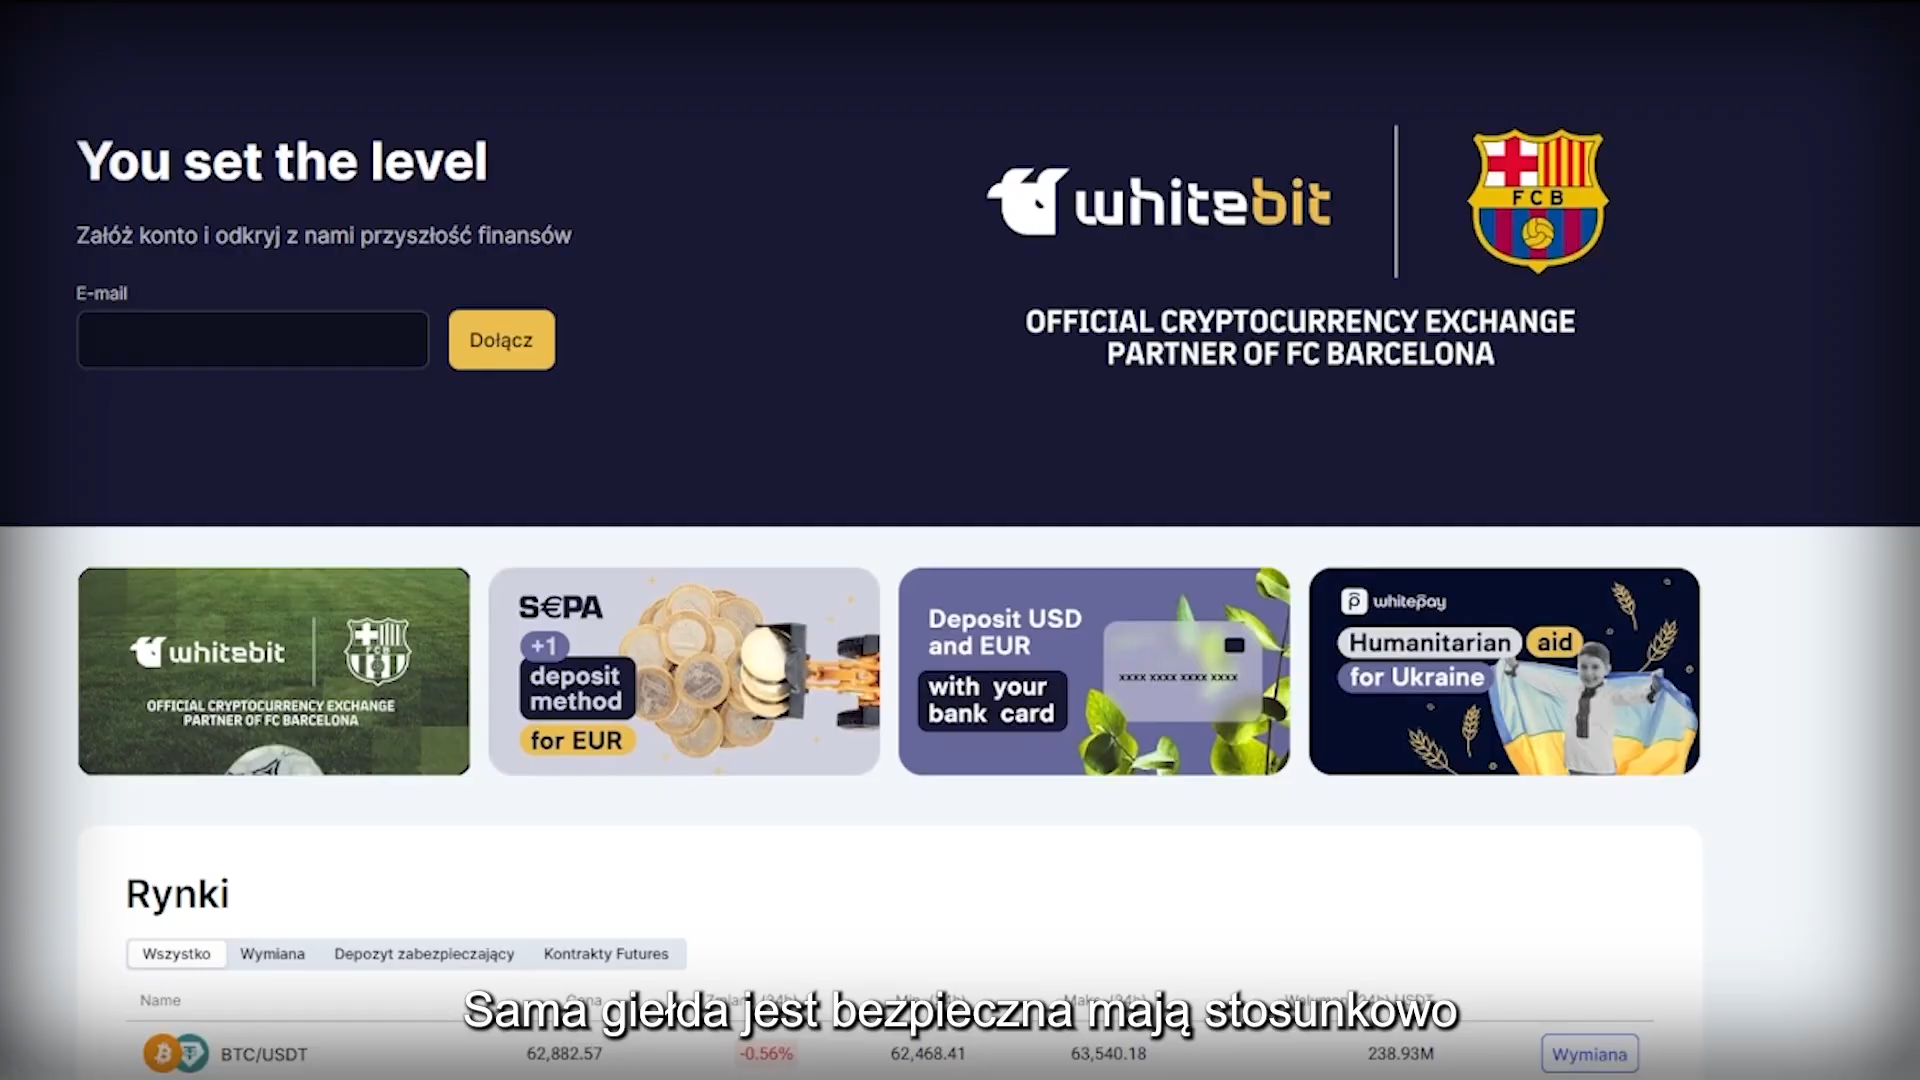 You set the level
Załóż konto i odkryj z nami przyszłość finansów
E-mail
Dołącz
whitebit
FCB
OFFICIAL CRYPTOCURRENCY EXCHANGE
PARTNER OF FC BARCELONA
whitebit
FCB
OFFICIAL CRYPTOCURRENCY EXCHANGE
PARTNER OF FC BARCELONA
S€PA
+1
deposit
method
for EUR
Deposit USD
and EUR
with your
bank card
XXXX XXXX XXXX XXXX
whitepay
Humanitarian aid
for Ukraine
Rynki
Wszystko Wymiana Depozyt zabezpieczający Kontrakty Futures
Name Cena
Sama giełda jest bezpieczna mają stosunkowo
BTC/USDT 62,882.57 -0.56% 62,468.41 63,540.18 238.93M Wymiana